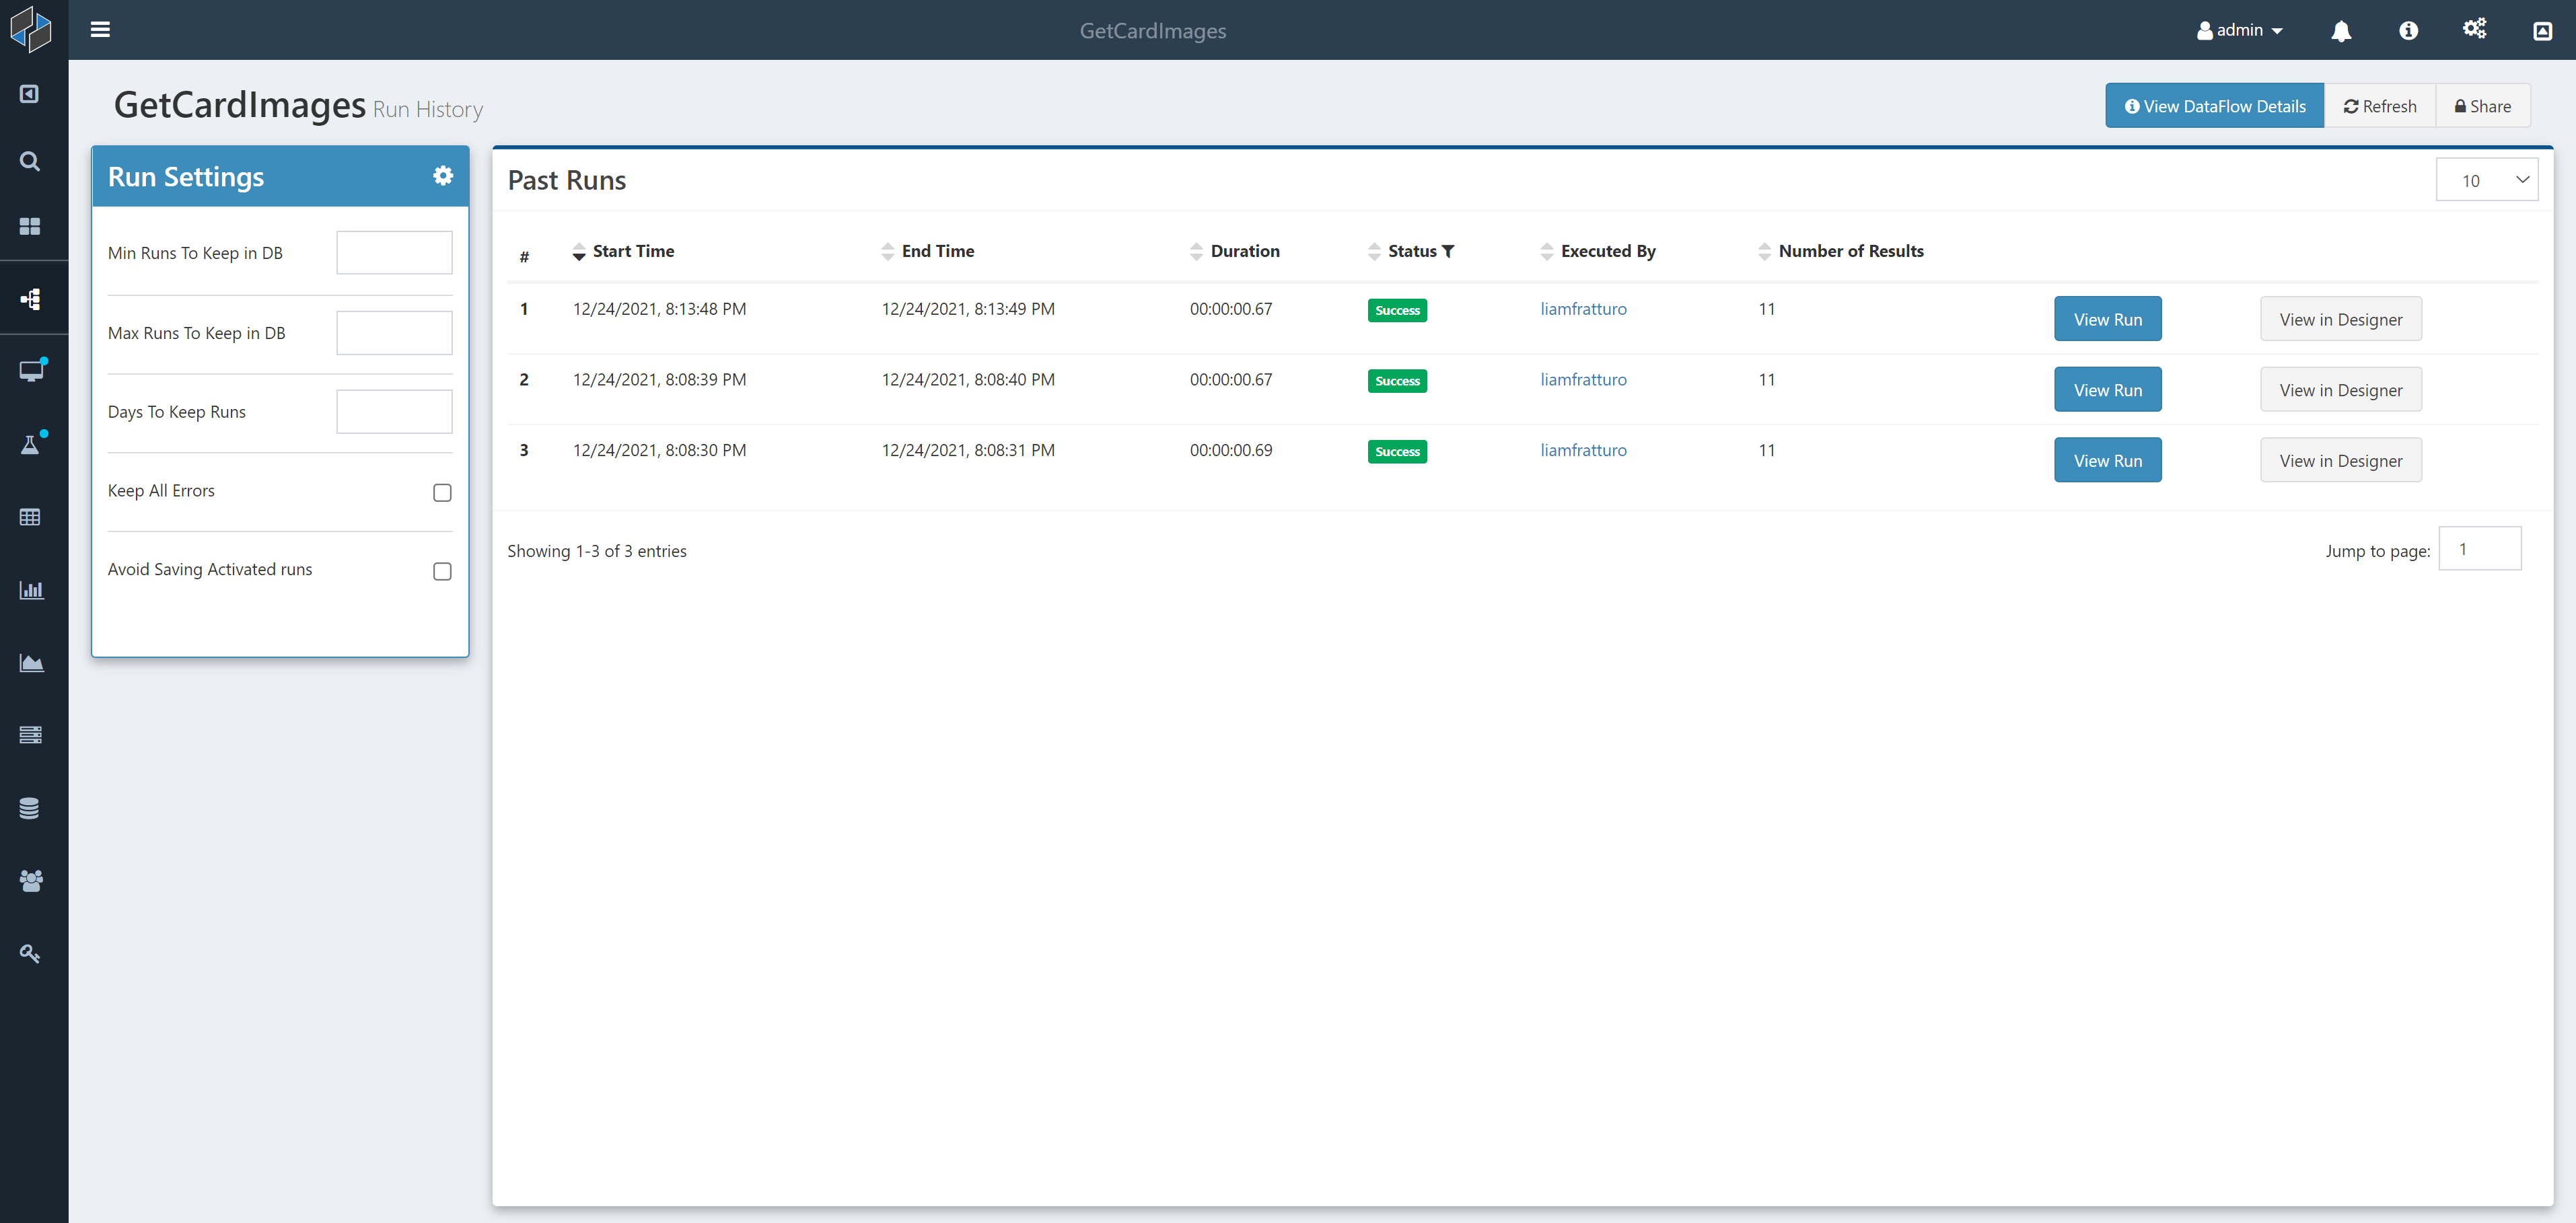 GetCardImages
admin
GetCardImages Run History
View DataFlow Details Refresh Share
Run Settings
Min Runs To Keep in DB
Max Runs To Keep in DB
Days To Keep Runs
Keep All Errors
Avoid Saving Activated runs
Past Runs
10
# Start Time End Time Duration Status Executed By Number of Results
1 12/24/2021, 8:13:48 PM 12/24/2021, 8:13:49 PM 00:00:00.67 Success liamfratturo 11 View Run View in Designer
2 12/24/2021, 8:08:39 PM 12/24/2021, 8:08:40 PM 00:00:00.67 Success liamfratturo 11 View Run View in Designer
3 12/24/2021, 8:08:30 PM 12/24/2021, 8:08:31 PM 00:00:00.69 Success liamfratturo 11 View Run View in Designer
Showing 1-3 of 3 entries Jump to page: 1